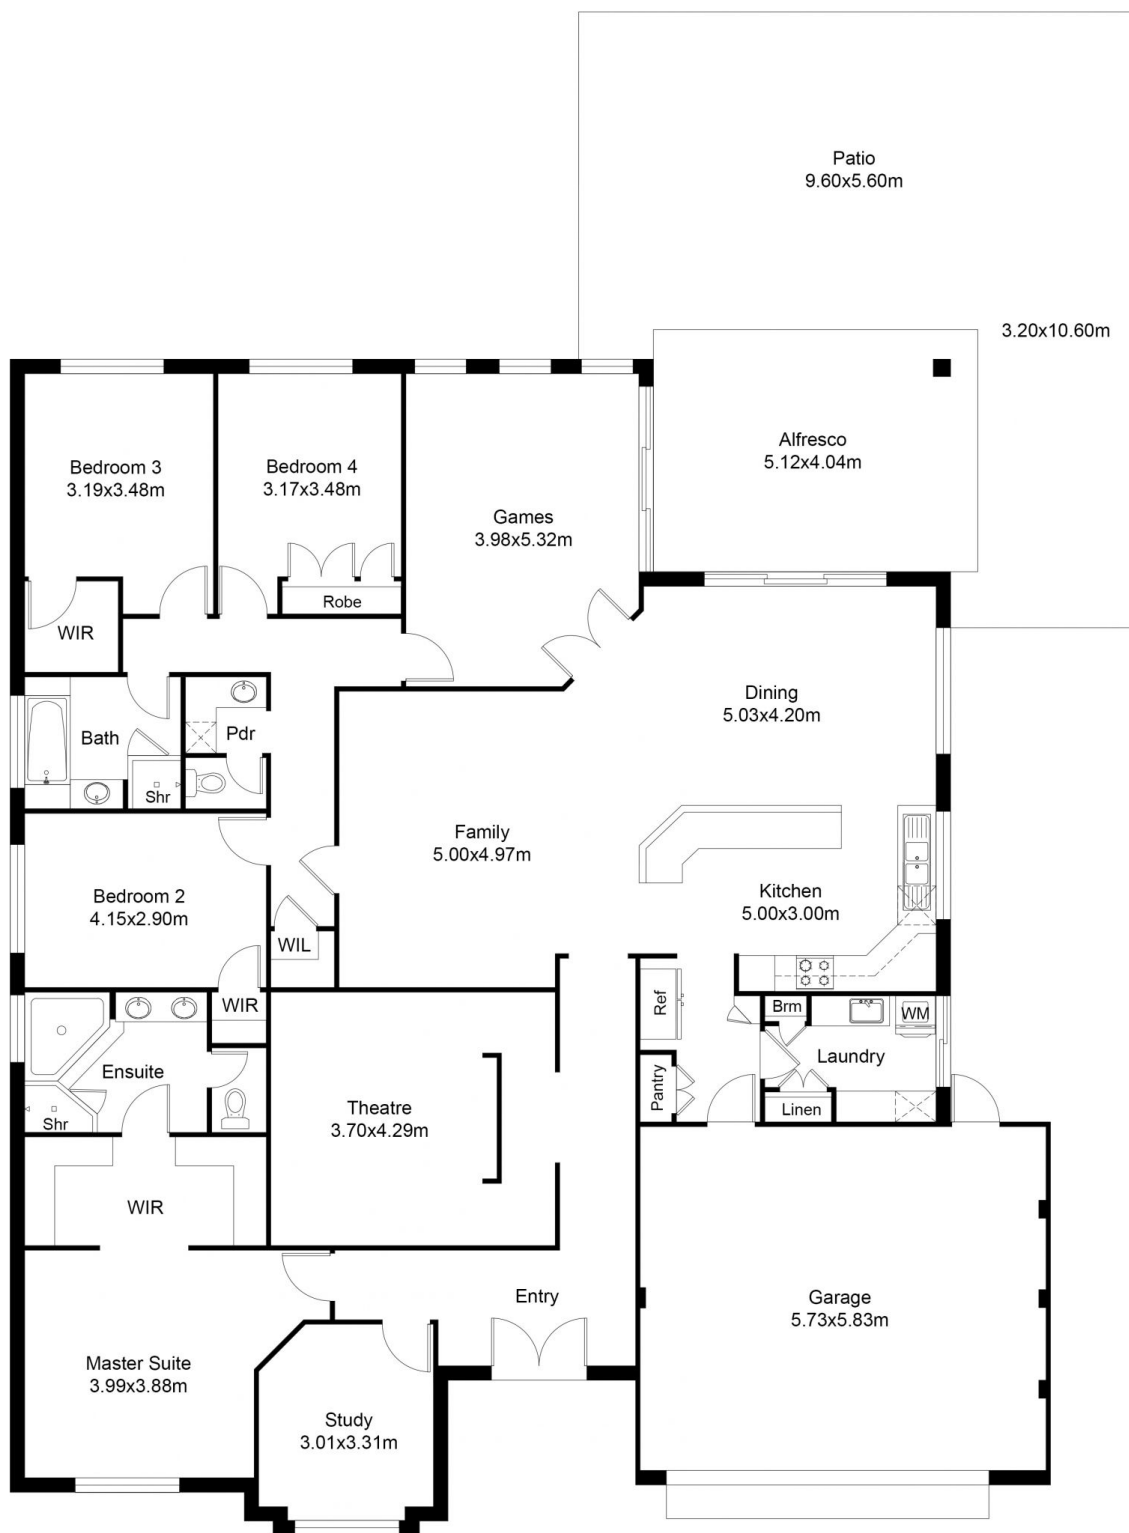 Patio
9.60x5.60m
3.20x10.60m
Alfresco
5.12x4.04m
Bedroom 3
3.19x3.48m
Bedroom 4
3.17x3.48m
Games
3.98x5.32m
Robe
WIR
Dining
5.03x4.20m
Bath
Pdr
Shr
Family
5.00x4.97m
Bedroom 2
4.15x2.90m
Kitchen
5.00x3.00m
WIL
WIR
Ref
Brm
WM
Laundry
Ensuite
Pantry
Linen
Shr
Theatre
3.70x4.29m
WIR
Entry
Garage
5.73x5.83m
Master Suite
3.99x3.88m
Study
3.01x3.31m